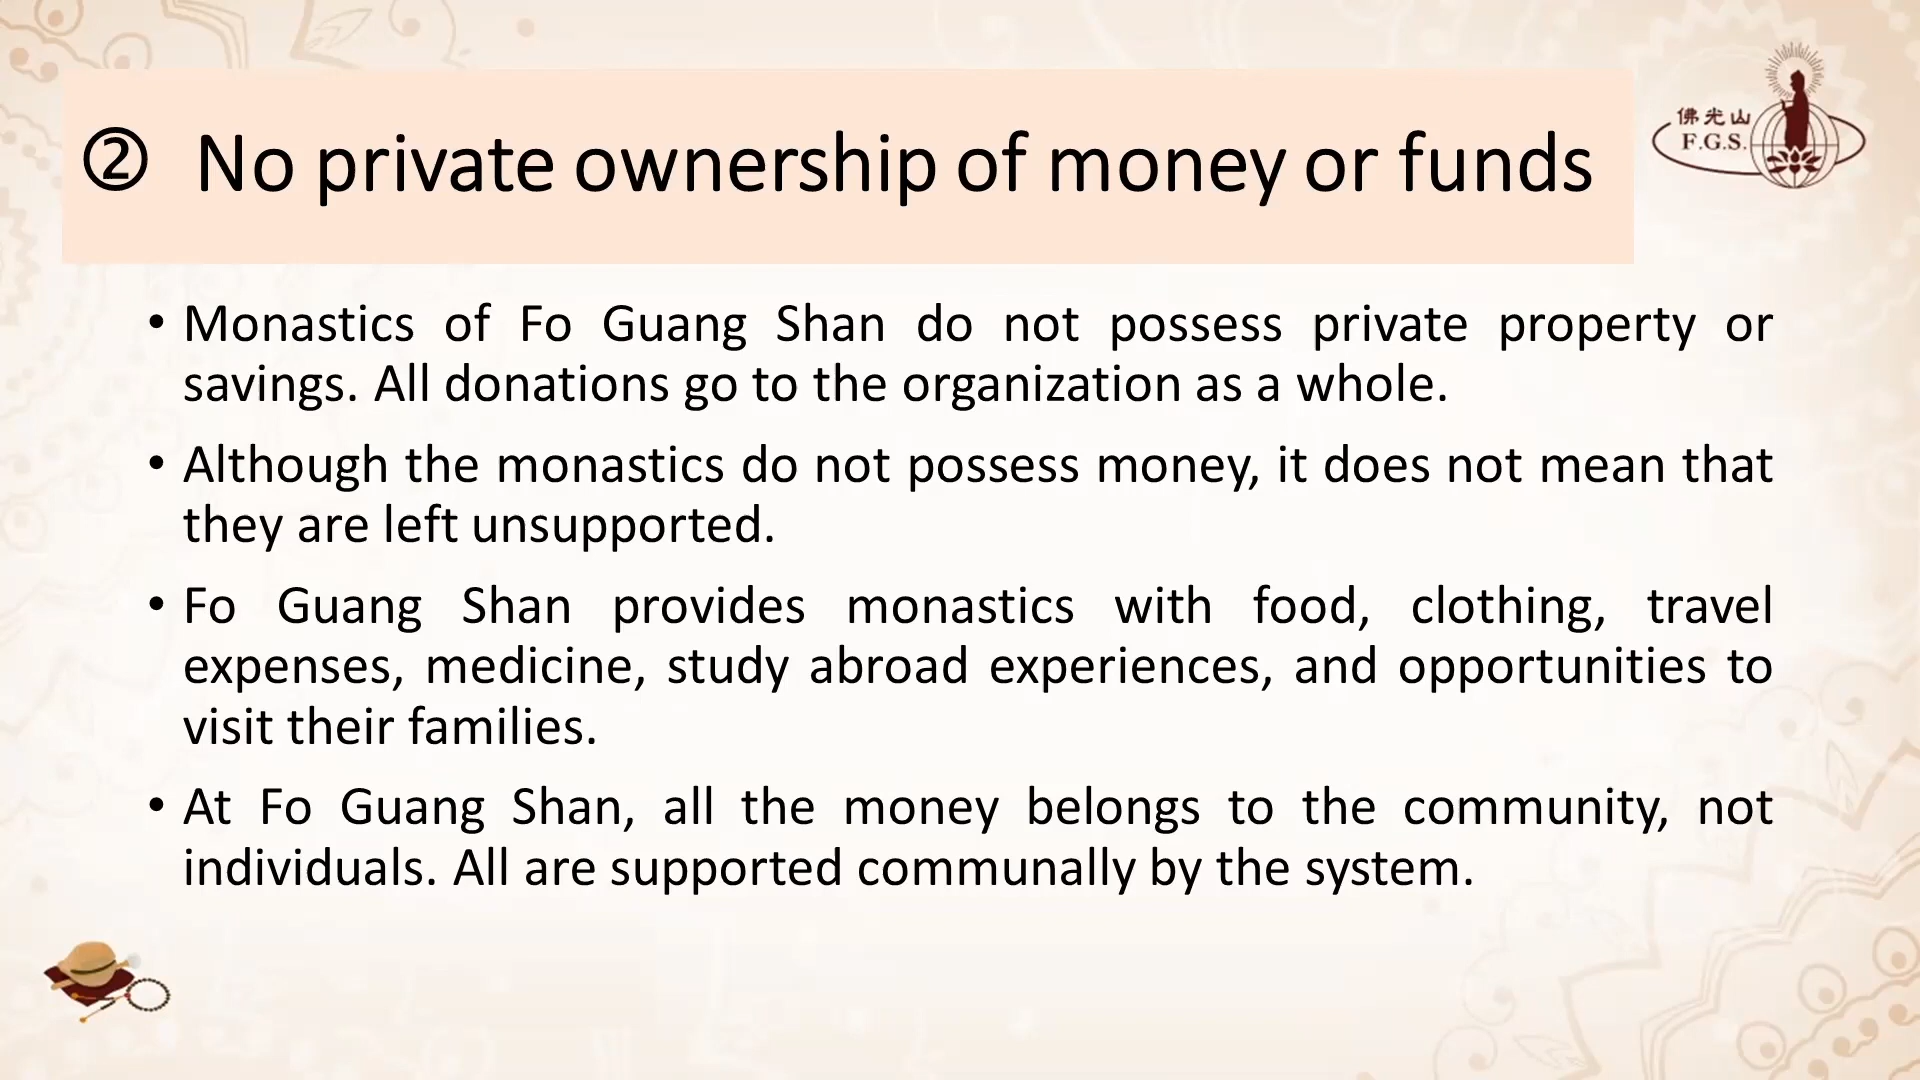 ② No private ownership of money or funds
佛光山
F.G.S.
• Monastics of Fo Guang Shan do not possess private property or
savings. All donations go to the organization as a whole.
• Although the monastics do not possess money, it does not mean that
they are left unsupported.
• Fo Guang Shan provides monastics with food, clothing, travel
expenses, medicine, study abroad experiences, and opportunities to
visit their families.
• At Fo Guang Shan, all the money belongs to the community, not
individuals. All are supported communally by the system.